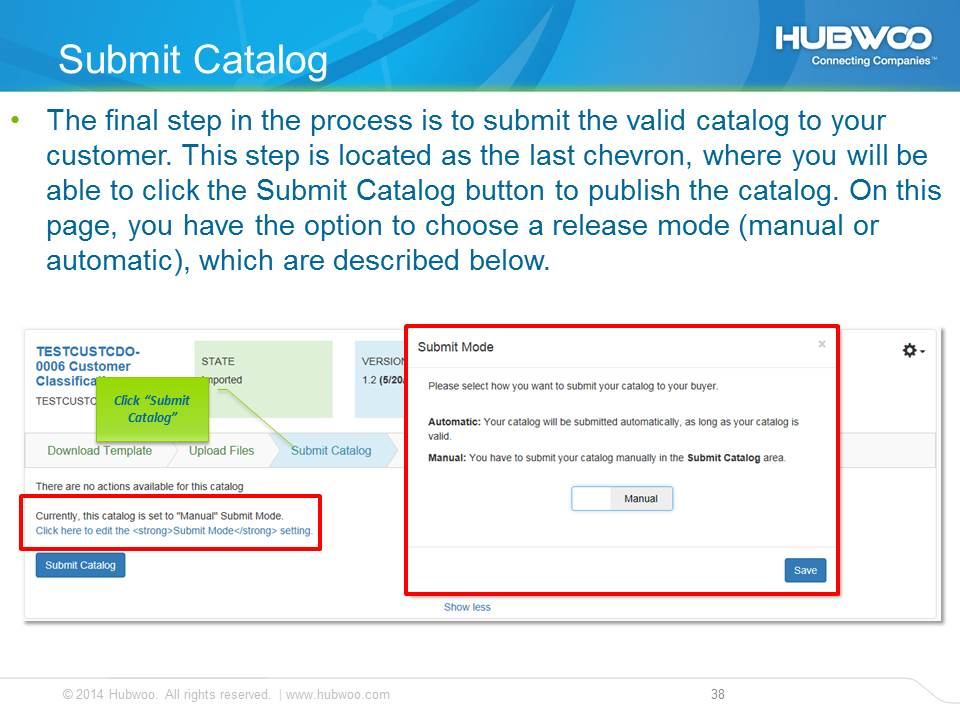 Submit Catalog
HUBWOO
Connecting Companies™
• The final step in the process is to submit the valid catalog to your
customer. This step is located as the last chevron, where you will be
able to click the Submit Catalog button to publish the catalog. On this
page, you have the option to choose a release mode (manual or
automatic), which are described below.
TESTCUSTCDO-
0006 Customer
TESTCUSTC
STATE
VERSION
1.2 (5/20/
Click “Submit
Catalog”
Download Template
Upload Files
Submit Catalog
There are no actions available for this catalog
Currently, this catalog is set to "Manual" Submit Mode.
Click here to edit the <strong>Submit Mode</strong> setting.
Submit Catalog
Submit Mode
×
Please select how you want to submit your catalog to your buyer.
Automatic: Your catalog will be submitted automatically, as long as your catalog is
valid.
Manual: You have to submit your catalog manually in the Submit Catalog area.
Manual
Save
Show less
© 2014 Hubwoo. All rights reserved. | www.hubwoo.com
38